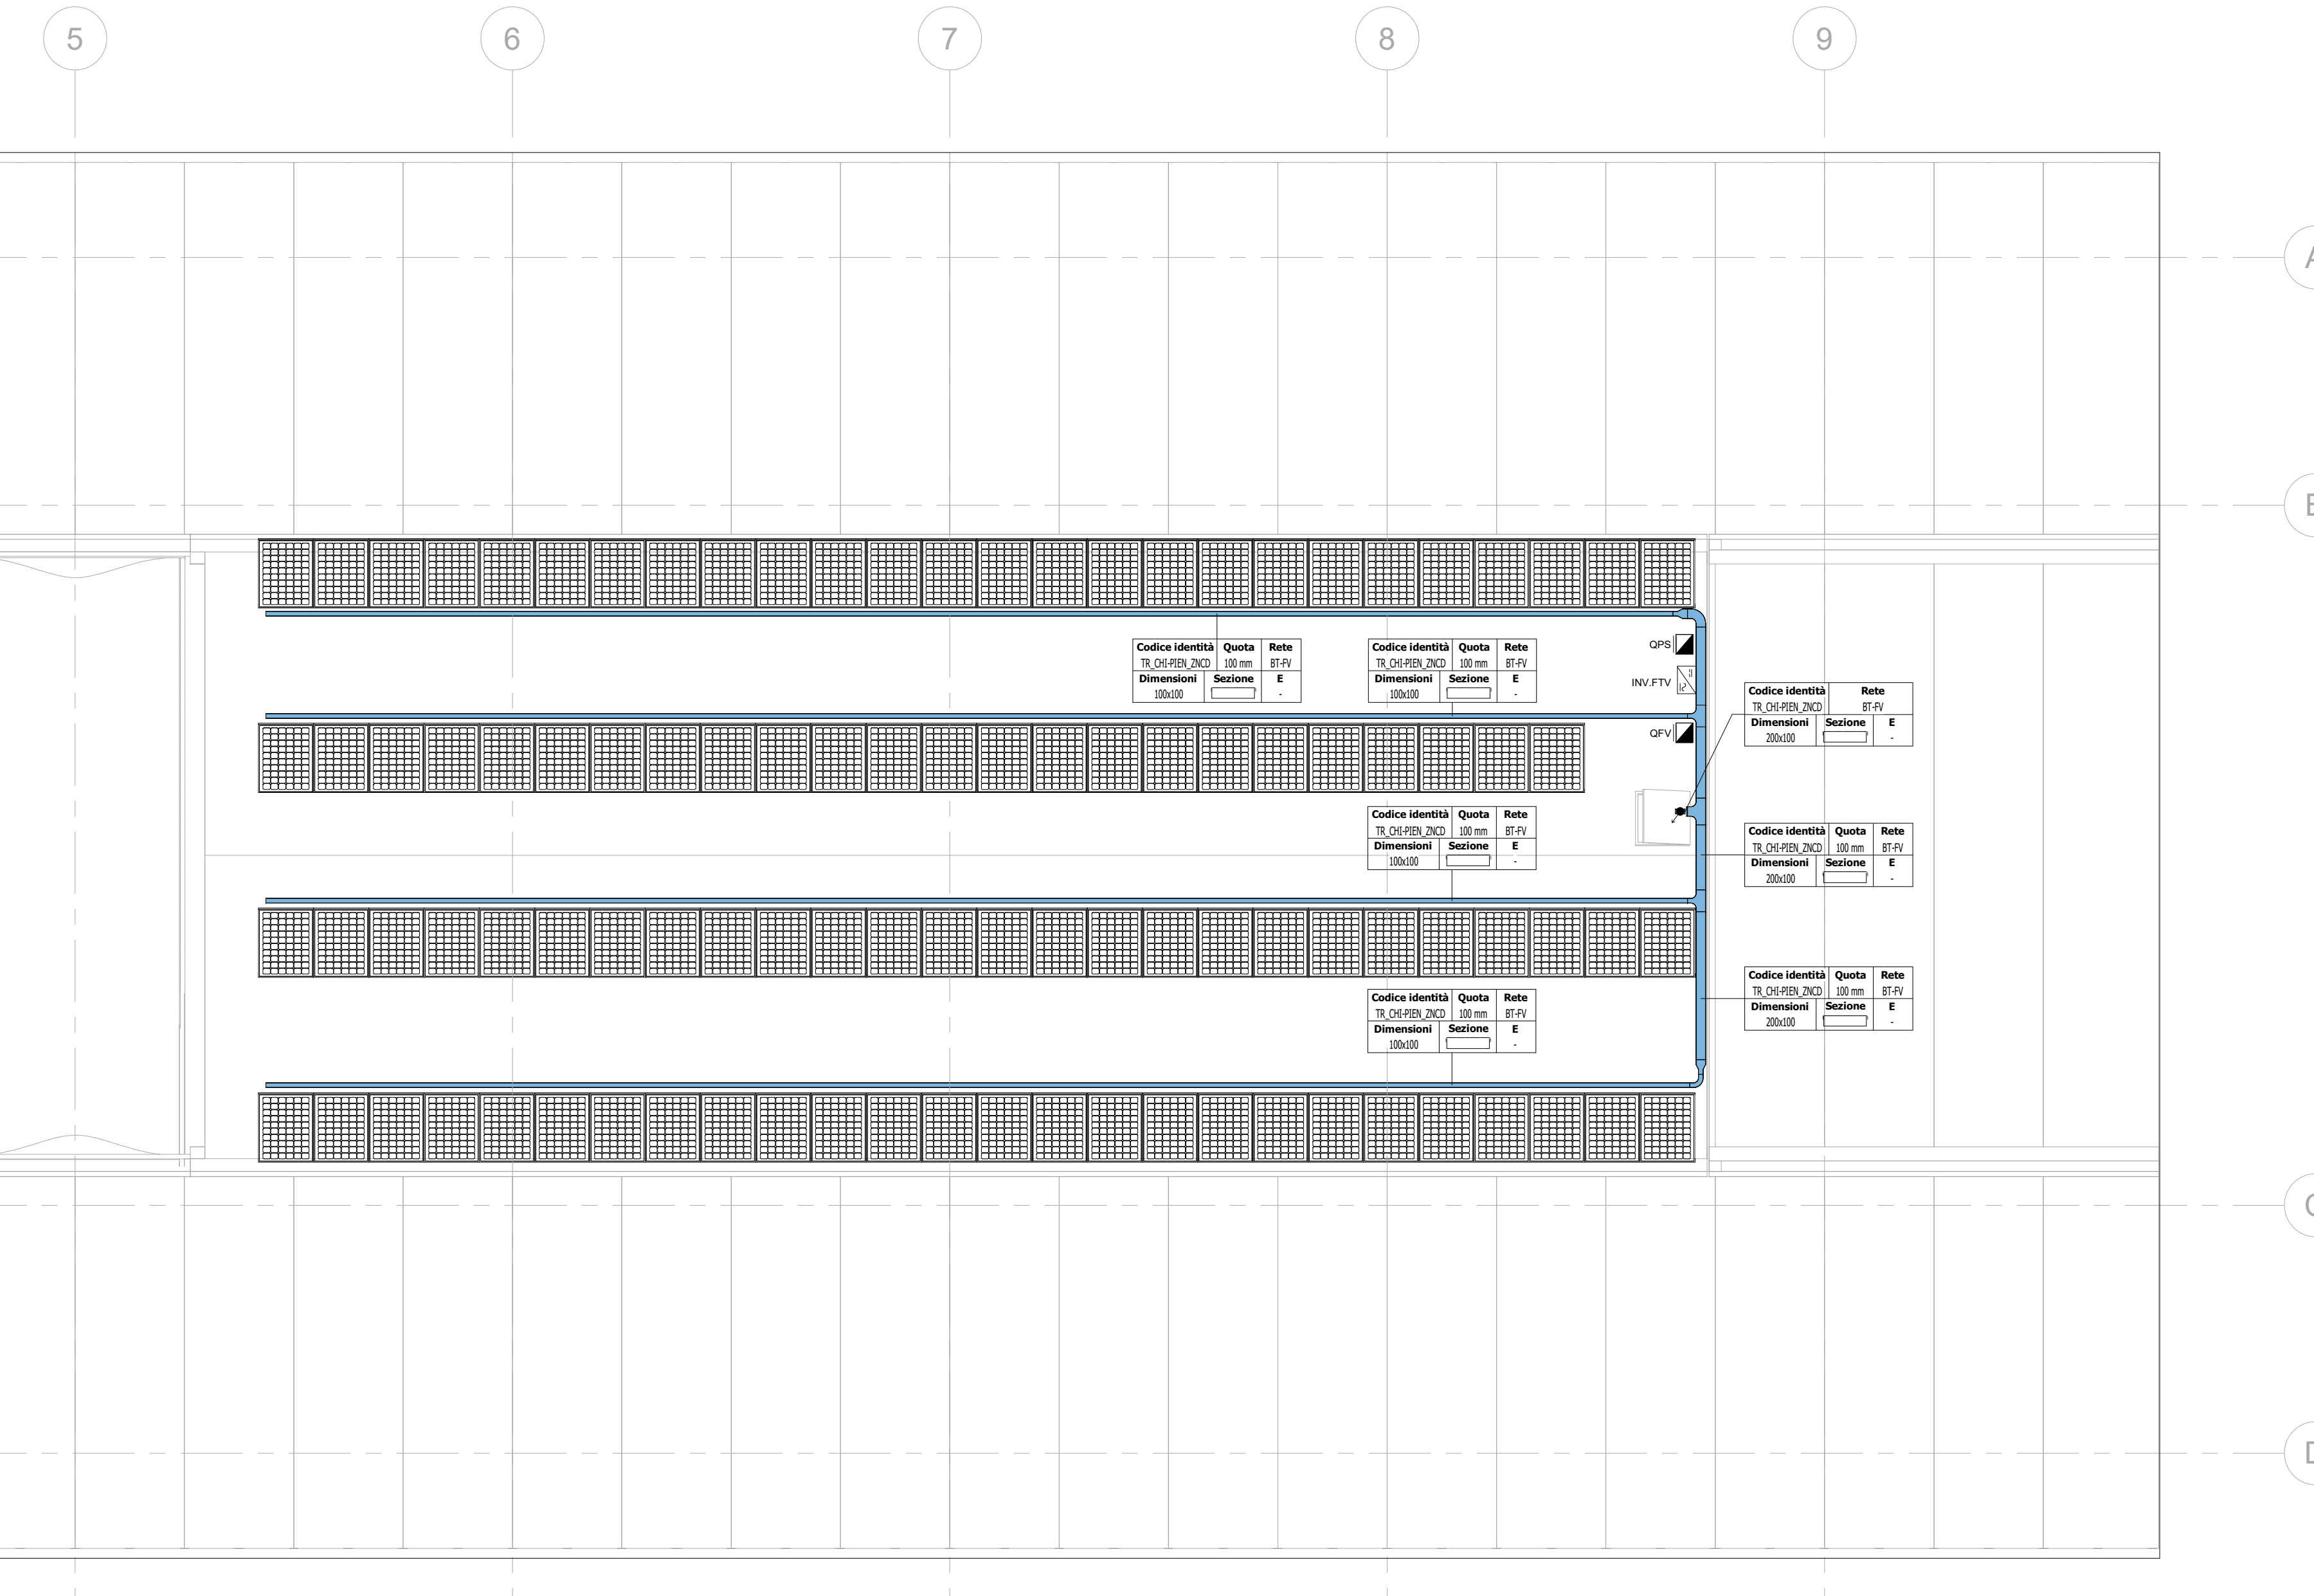 5 6 7 8 9
A
B
Codice identità Quota Rete
TR_CHI-PIEN_ZNCD 100 mm BT-FV
Dimensioni Sezione E
100x100 -
Codice identità Quota Rete
TR_CHI-PIEN_ZNCD 100 mm BT-FV
Dimensioni Sezione E
100x100 -
QPS
INV.FTV
QFV
Codice identità Rete
TR_CHI-PIEN_ZNCD BT-FV
Dimensioni Sezione E
200x100 -
Codice identità Quota Rete
TR_CHI-PIEN_ZNCD 100 mm BT-FV
Dimensioni Sezione E
100x100 -
Codice identità Quota Rete
TR_CHI-PIEN_ZNCD 100 mm BT-FV
Dimensioni Sezione E
200x100 -
Codice identità Quota Rete
TR_CHI-PIEN_ZNCD 100 mm BT-FV
Dimensioni Sezione E
100x100 -
Codice identità Quota Rete
TR_CHI-PIEN_ZNCD 100 mm BT-FV
Dimensioni Sezione E
200x100 -
C
D